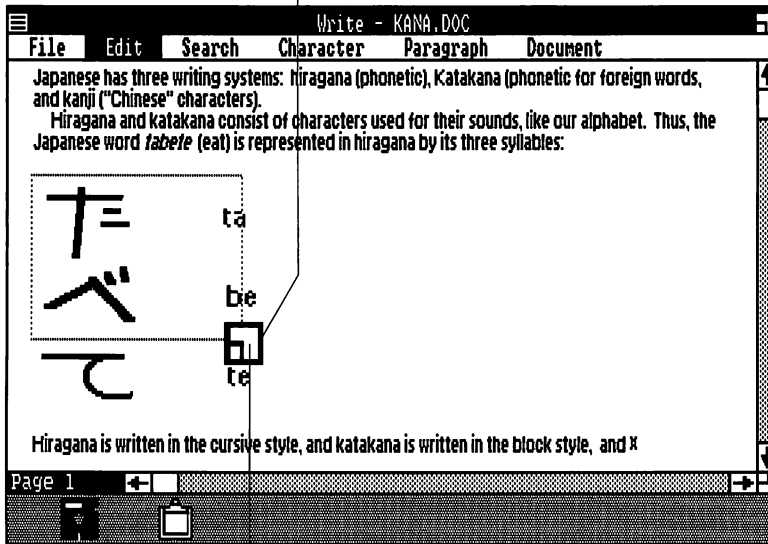 Write - KANA.DOC
File Edit Search Character Paragraph Document
Japanese has three writing systems: hiragana (phonetic), Katakana (phonetic for foreign words,
and kanji ("Chinese" characters).
Hiragana and katakana consist of characters used for their sounds, like our alphabet. Thus, the
Japanese word tabete (eat) is represented in hiragana by its three syllables:
た ta
べ be
て te
Hiragana is written in the cursive style, and katakana is written in the block style, and
Page 1